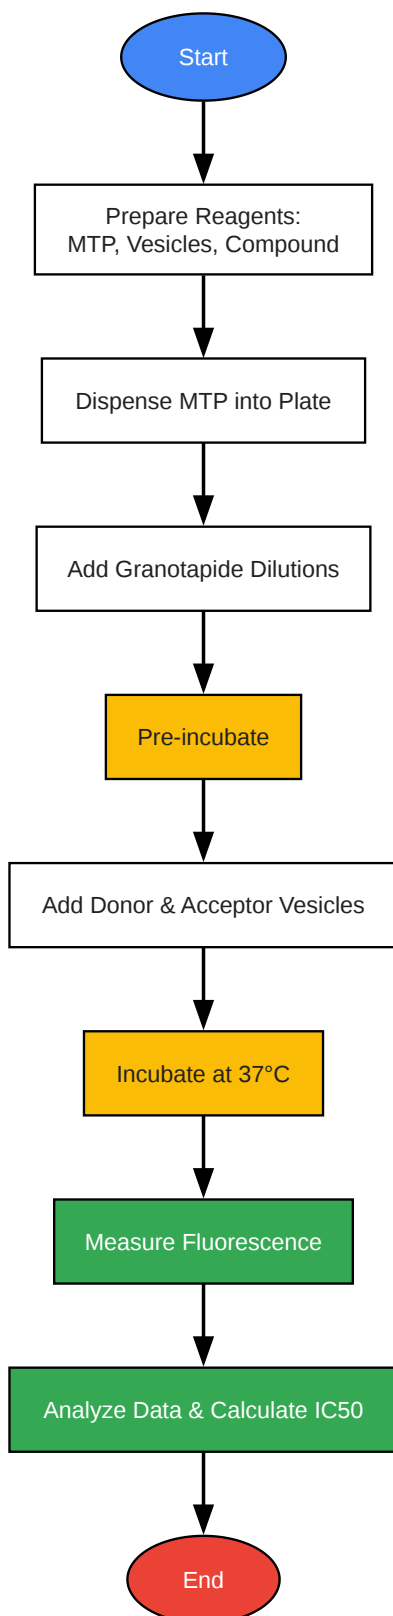 Start
Prepare Reagents:
MTP, Vesicles, Compound
Dispense MTP into Plate
Add Granotapide Dilutions
Pre-incubate
Add Donor & Acceptor Vesicles
Incubate at 37°C
Measure Fluorescence
Analyze Data & Calculate IC50
End